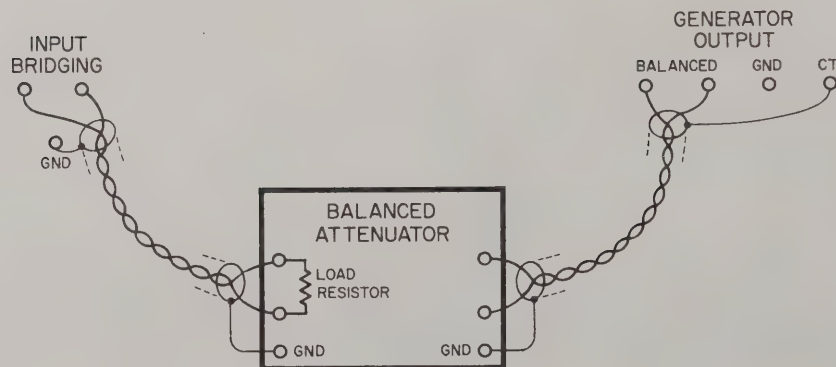 INPUT
BRIDGING
GND
GENERATOR
OUTPUT
BALANCED
GND
CT
BALANCED
ATTENUATOR
LOAD
RESISTOR
GND
GND